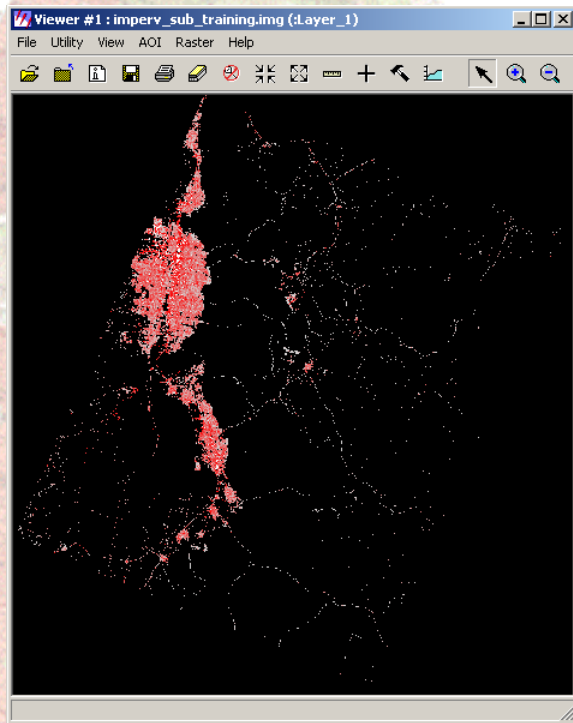 Viewer #1 : imperv_sub_training.img (:Layer_1)
File Utility View AOI Raster Help